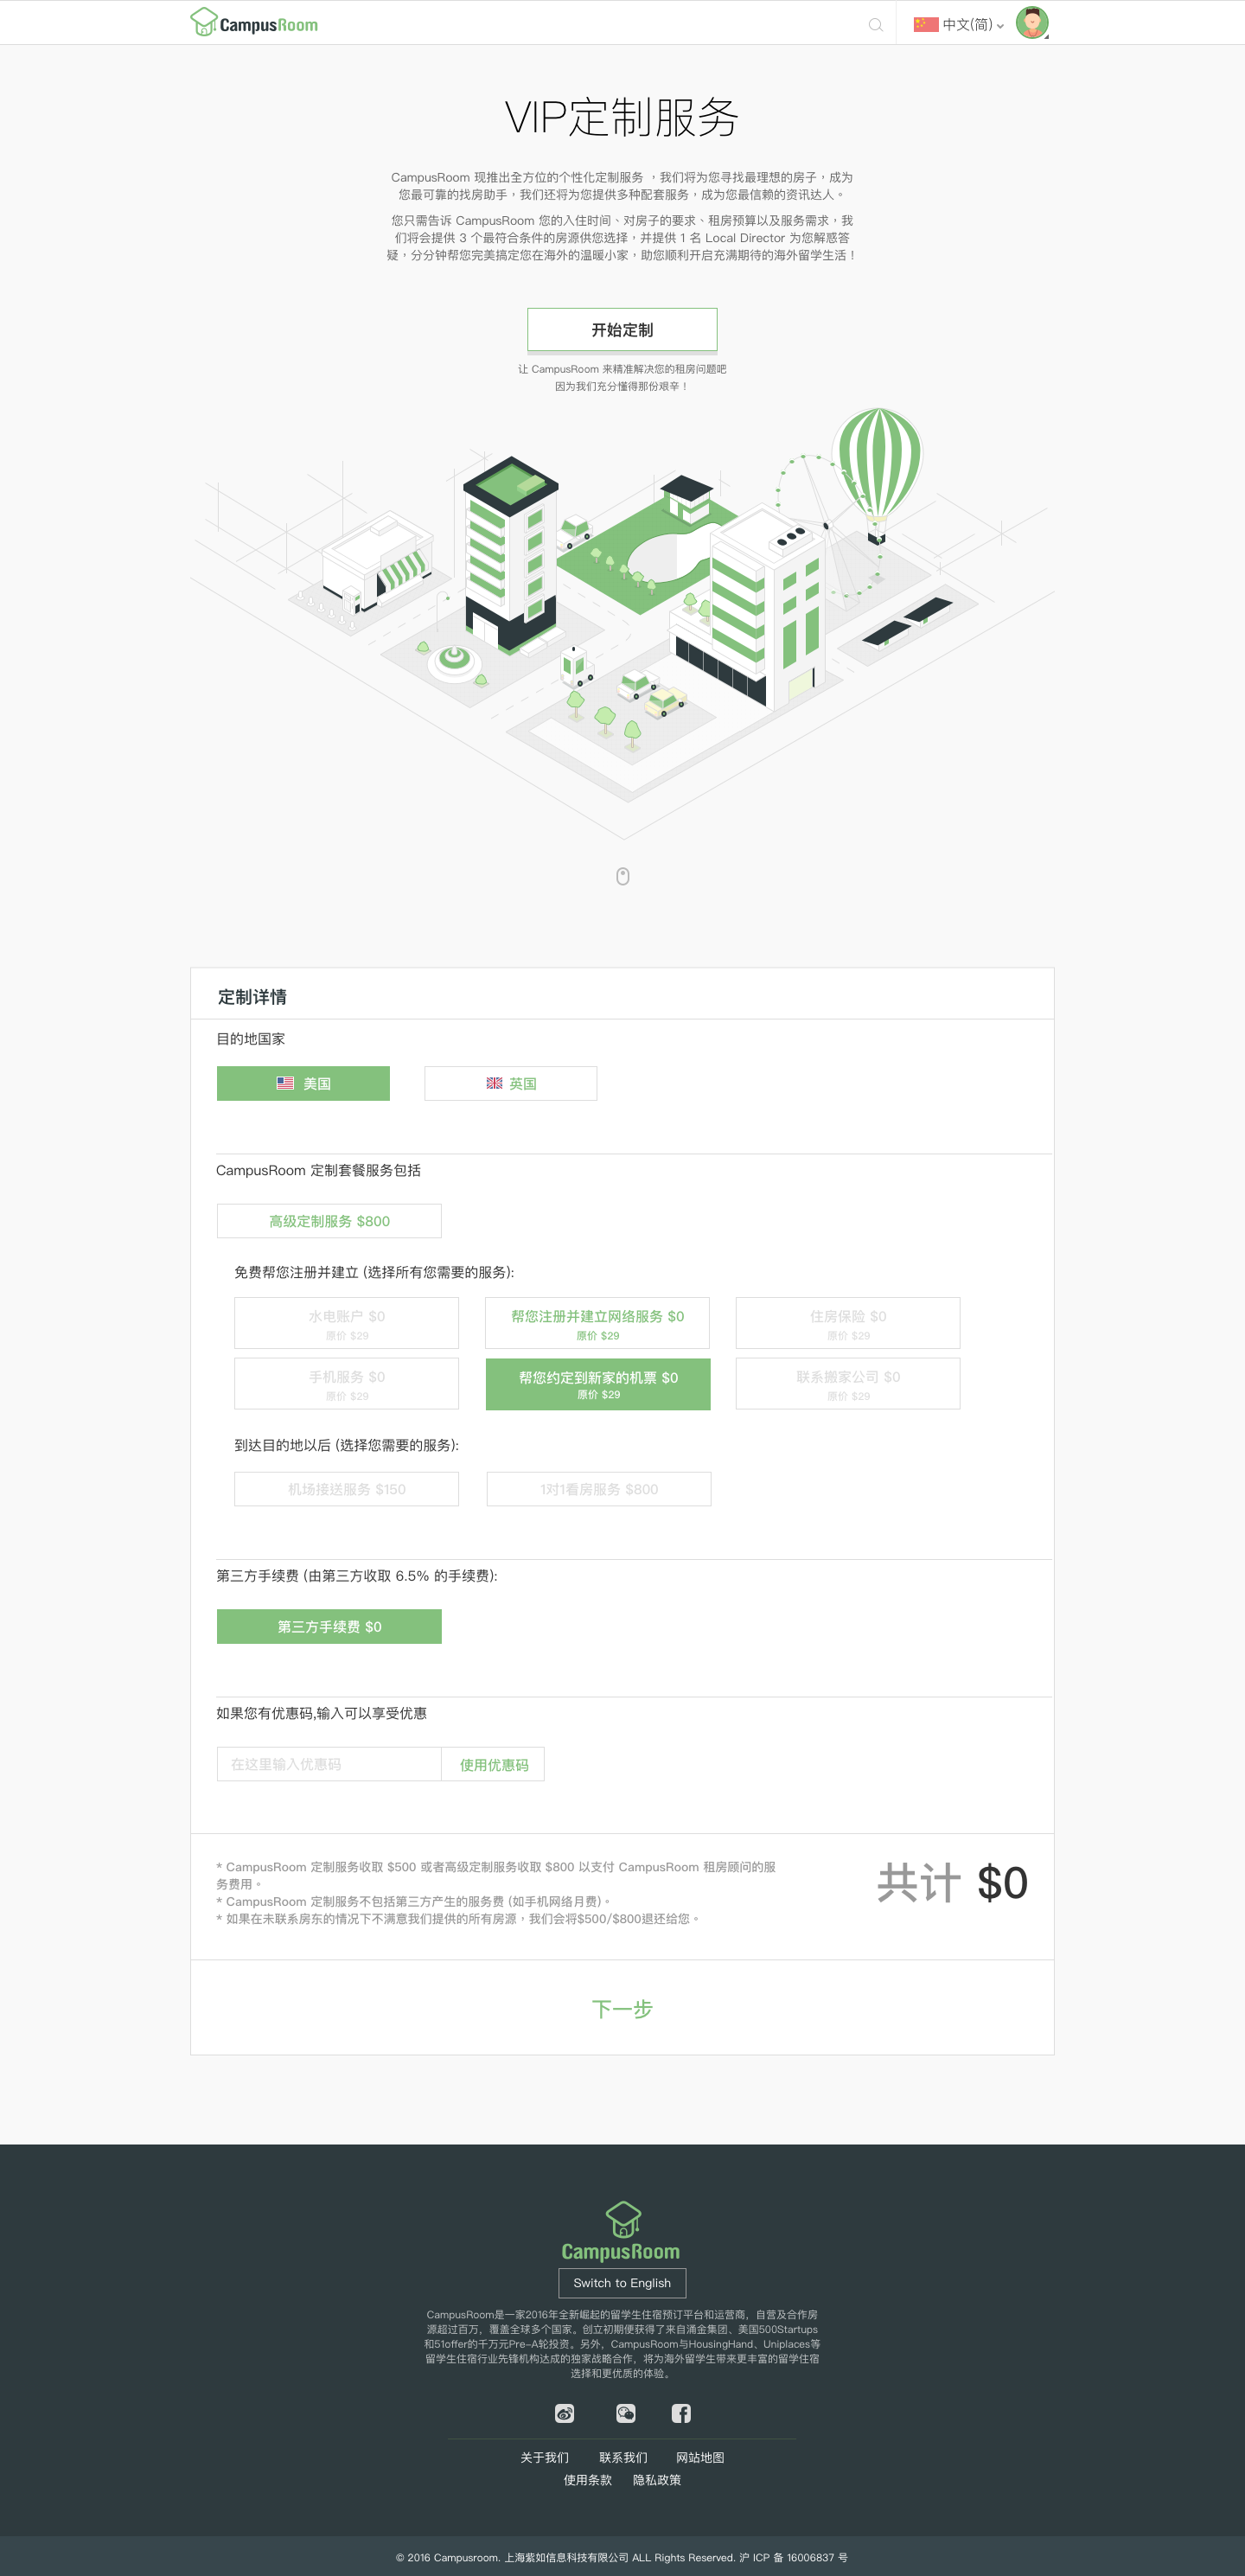 CampusRoom
中文(简)
VIP定制服务
CampusRoom 现推出全方位的个性化定制服务 ，我们将为您寻找最理想的房子，成为
您最可靠的找房助手，我们还将为您提供多种配套服务，成为您最信赖的资讯达人。
您只需告诉 CampusRoom 您的入住时间、对房子的要求、租房预算以及服务需求，我
们将会提供 3 个最符合条件的房源供您选择，并提供 1 名 Local Director 为您解惑答
疑，分分钟帮您完美搞定您在海外的温暖小家，助您顺利开启充满期待的海外留学生活！
开始定制
让 CampusRoom 来精准解决您的租房问题吧
因为我们充分懂得那份艰辛！
定制详情
目的地国家
美国
英国
CampusRoom 定制套餐服务包括
高级定制服务 $800
免费帮您注册并建立 (选择所有您需要的服务):
水电账户 $0
原价 $29
帮您注册并建立网络服务 $0
原价 $29
住房保险 $0
原价 $29
手机服务 $0
原价 $29
帮您约定到新家的机票 $0
原价 $29
联系搬家公司 $0
原价 $29
到达目的地以后 (选择您需要的服务):
机场接送服务 $150
1对1看房服务 $800
第三方手续费 (由第三方收取 6.5% 的手续费):
第三方手续费 $0
如果您有优惠码,输入可以享受优惠
在这里输入优惠码
使用优惠码
* CampusRoom 定制服务收取 $500 或者高级定制服务收取 $800 以支付 CampusRoom 租房顾问的服
务费用。
* CampusRoom 定制服务不包括第三方产生的服务费 (如手机网络月费)。
* 如果在未联系房东的情况下不满意我们提供的所有房源，我们会将$500/$800退还给您。
共计 $0
下一步
CampusRoom
Switch to English
CampusRoom是一家2016年全新崛起的留学生住宿预订平台和运营商，自营及合作房
源超过百万，覆盖全球多个国家。创立初期便获得了来自涌金集团、美国500Startups
和51offer的千万元Pre-A轮投资。另外，CampusRoom与HousingHand、Uniplaces等
留学生住宿行业先锋机构达成的独家战略合作，将为海外留学生带来更丰富的留学住宿
选择和更优质的体验。
关于我们
联系我们
网站地图
使用条款
隐私政策
© 2016 Campusroom. 上海紫如信息科技有限公司 ALL Rights Reserved. 沪 ICP 备 16006837 号